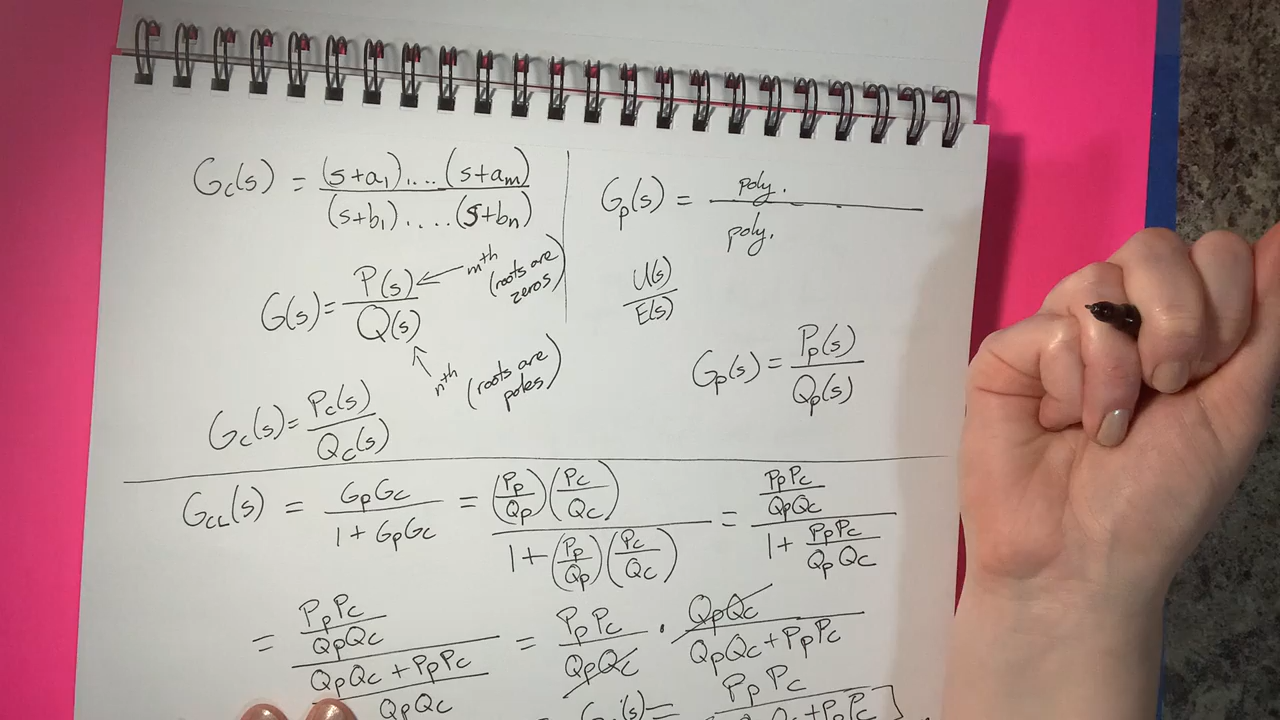 Gc(s) = (s+a1)....(s+am) / (s+b1)....(s+bn)
G(s) = P(s) / Q(s)
mth (roots are zeros)
nth (roots are poles)
Gc(s) = Pc(s) / Qc(s)
Gp(s) = poly. / poly.
U(s) / E(s)
Gp(s) = Pp(s) / Qp(s)
GCL(s) = GpGc / 1 + GpGc = (Pp/Qp)(Pc/Qc) / 1 + (Pp/Qp)(Pc/Qc) = PpPc/QpQc / 1 + PpPc/QpQc
= PpPc/QpQc / QpQc + PpPc/QpQc = PpPc/QpQc · QpQc/QpQc + PpPc
PpPc